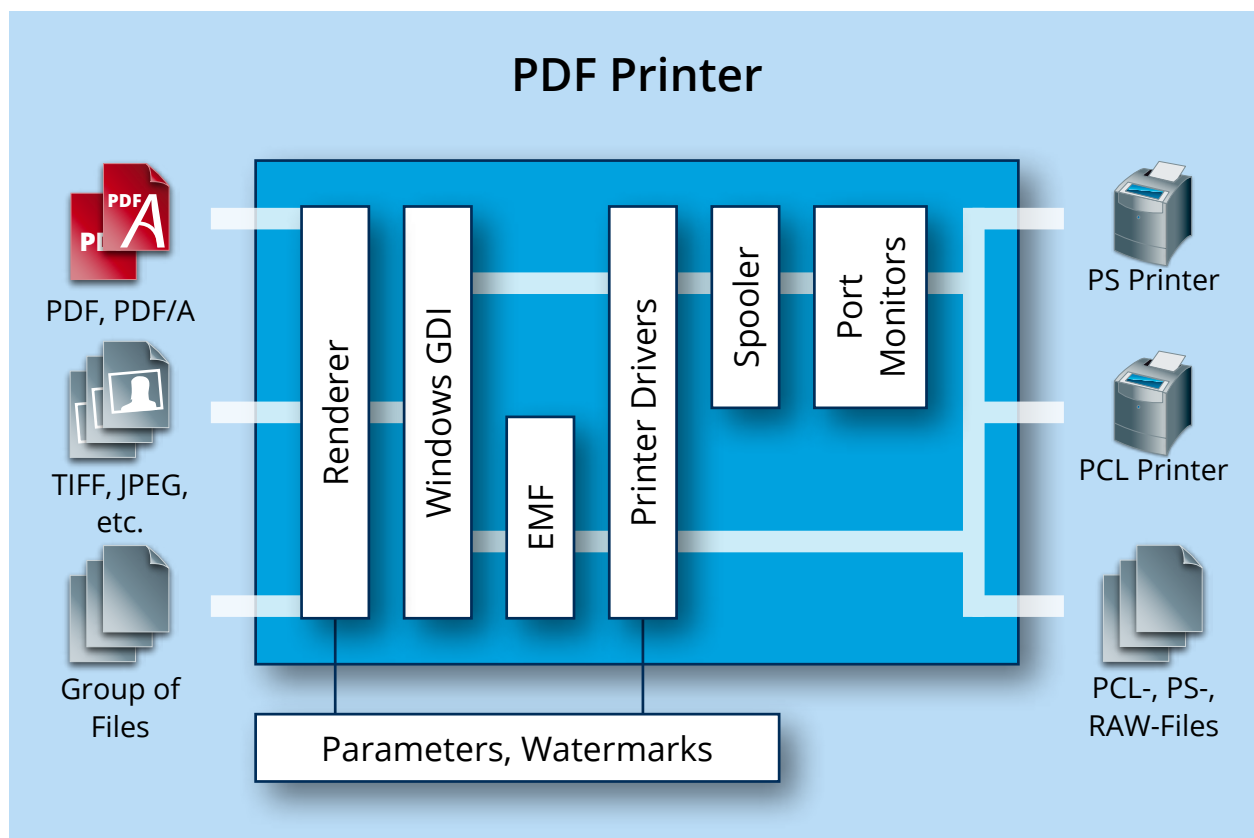 PDF Printer
PDF
PD
PDF, PDF/A
TIFF, JPEG,
etc.
Group of
Files
Renderer
Windows GDI
EMF
Printer Drivers
Spooler
Port
Monitors
PS Printer
PCL Printer
PCL-, PS-,
RAW-Files
Parameters, Watermarks